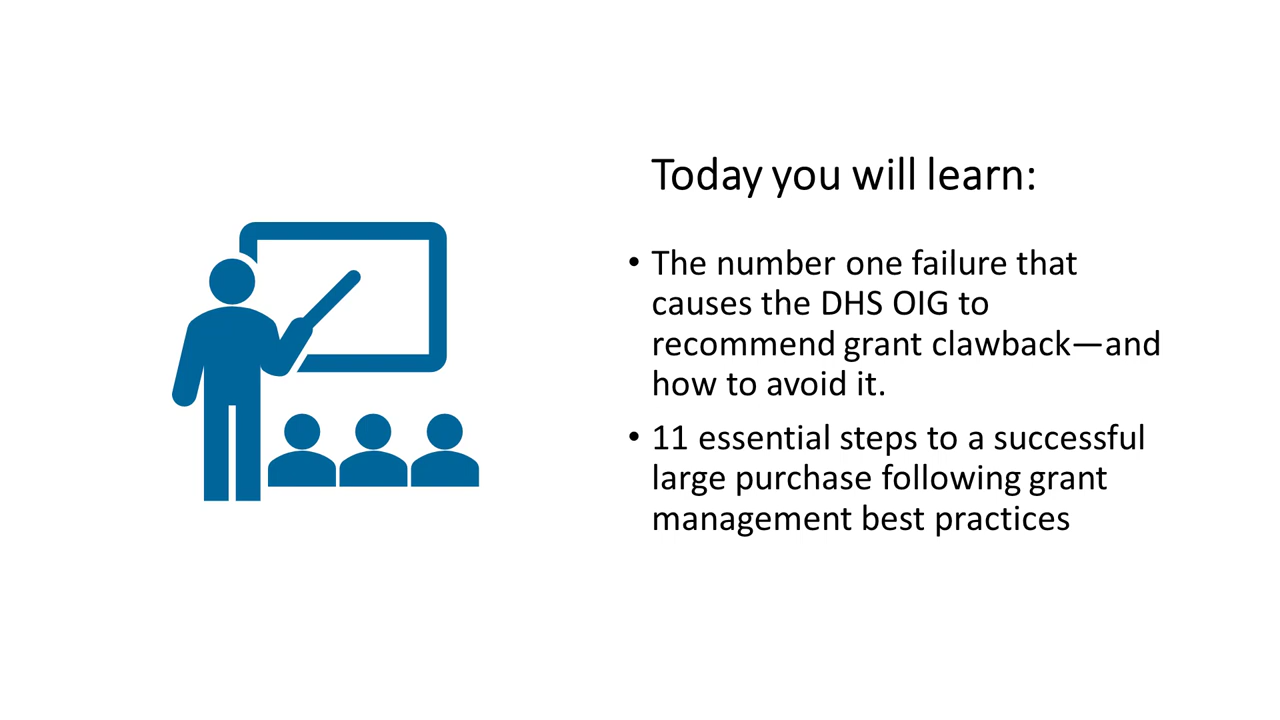 Today you will learn:
• The number one failure that
causes the DHS OIG to
recommend grant clawback—and
how to avoid it.
• 11 essential steps to a successful
large purchase following grant
management best practices